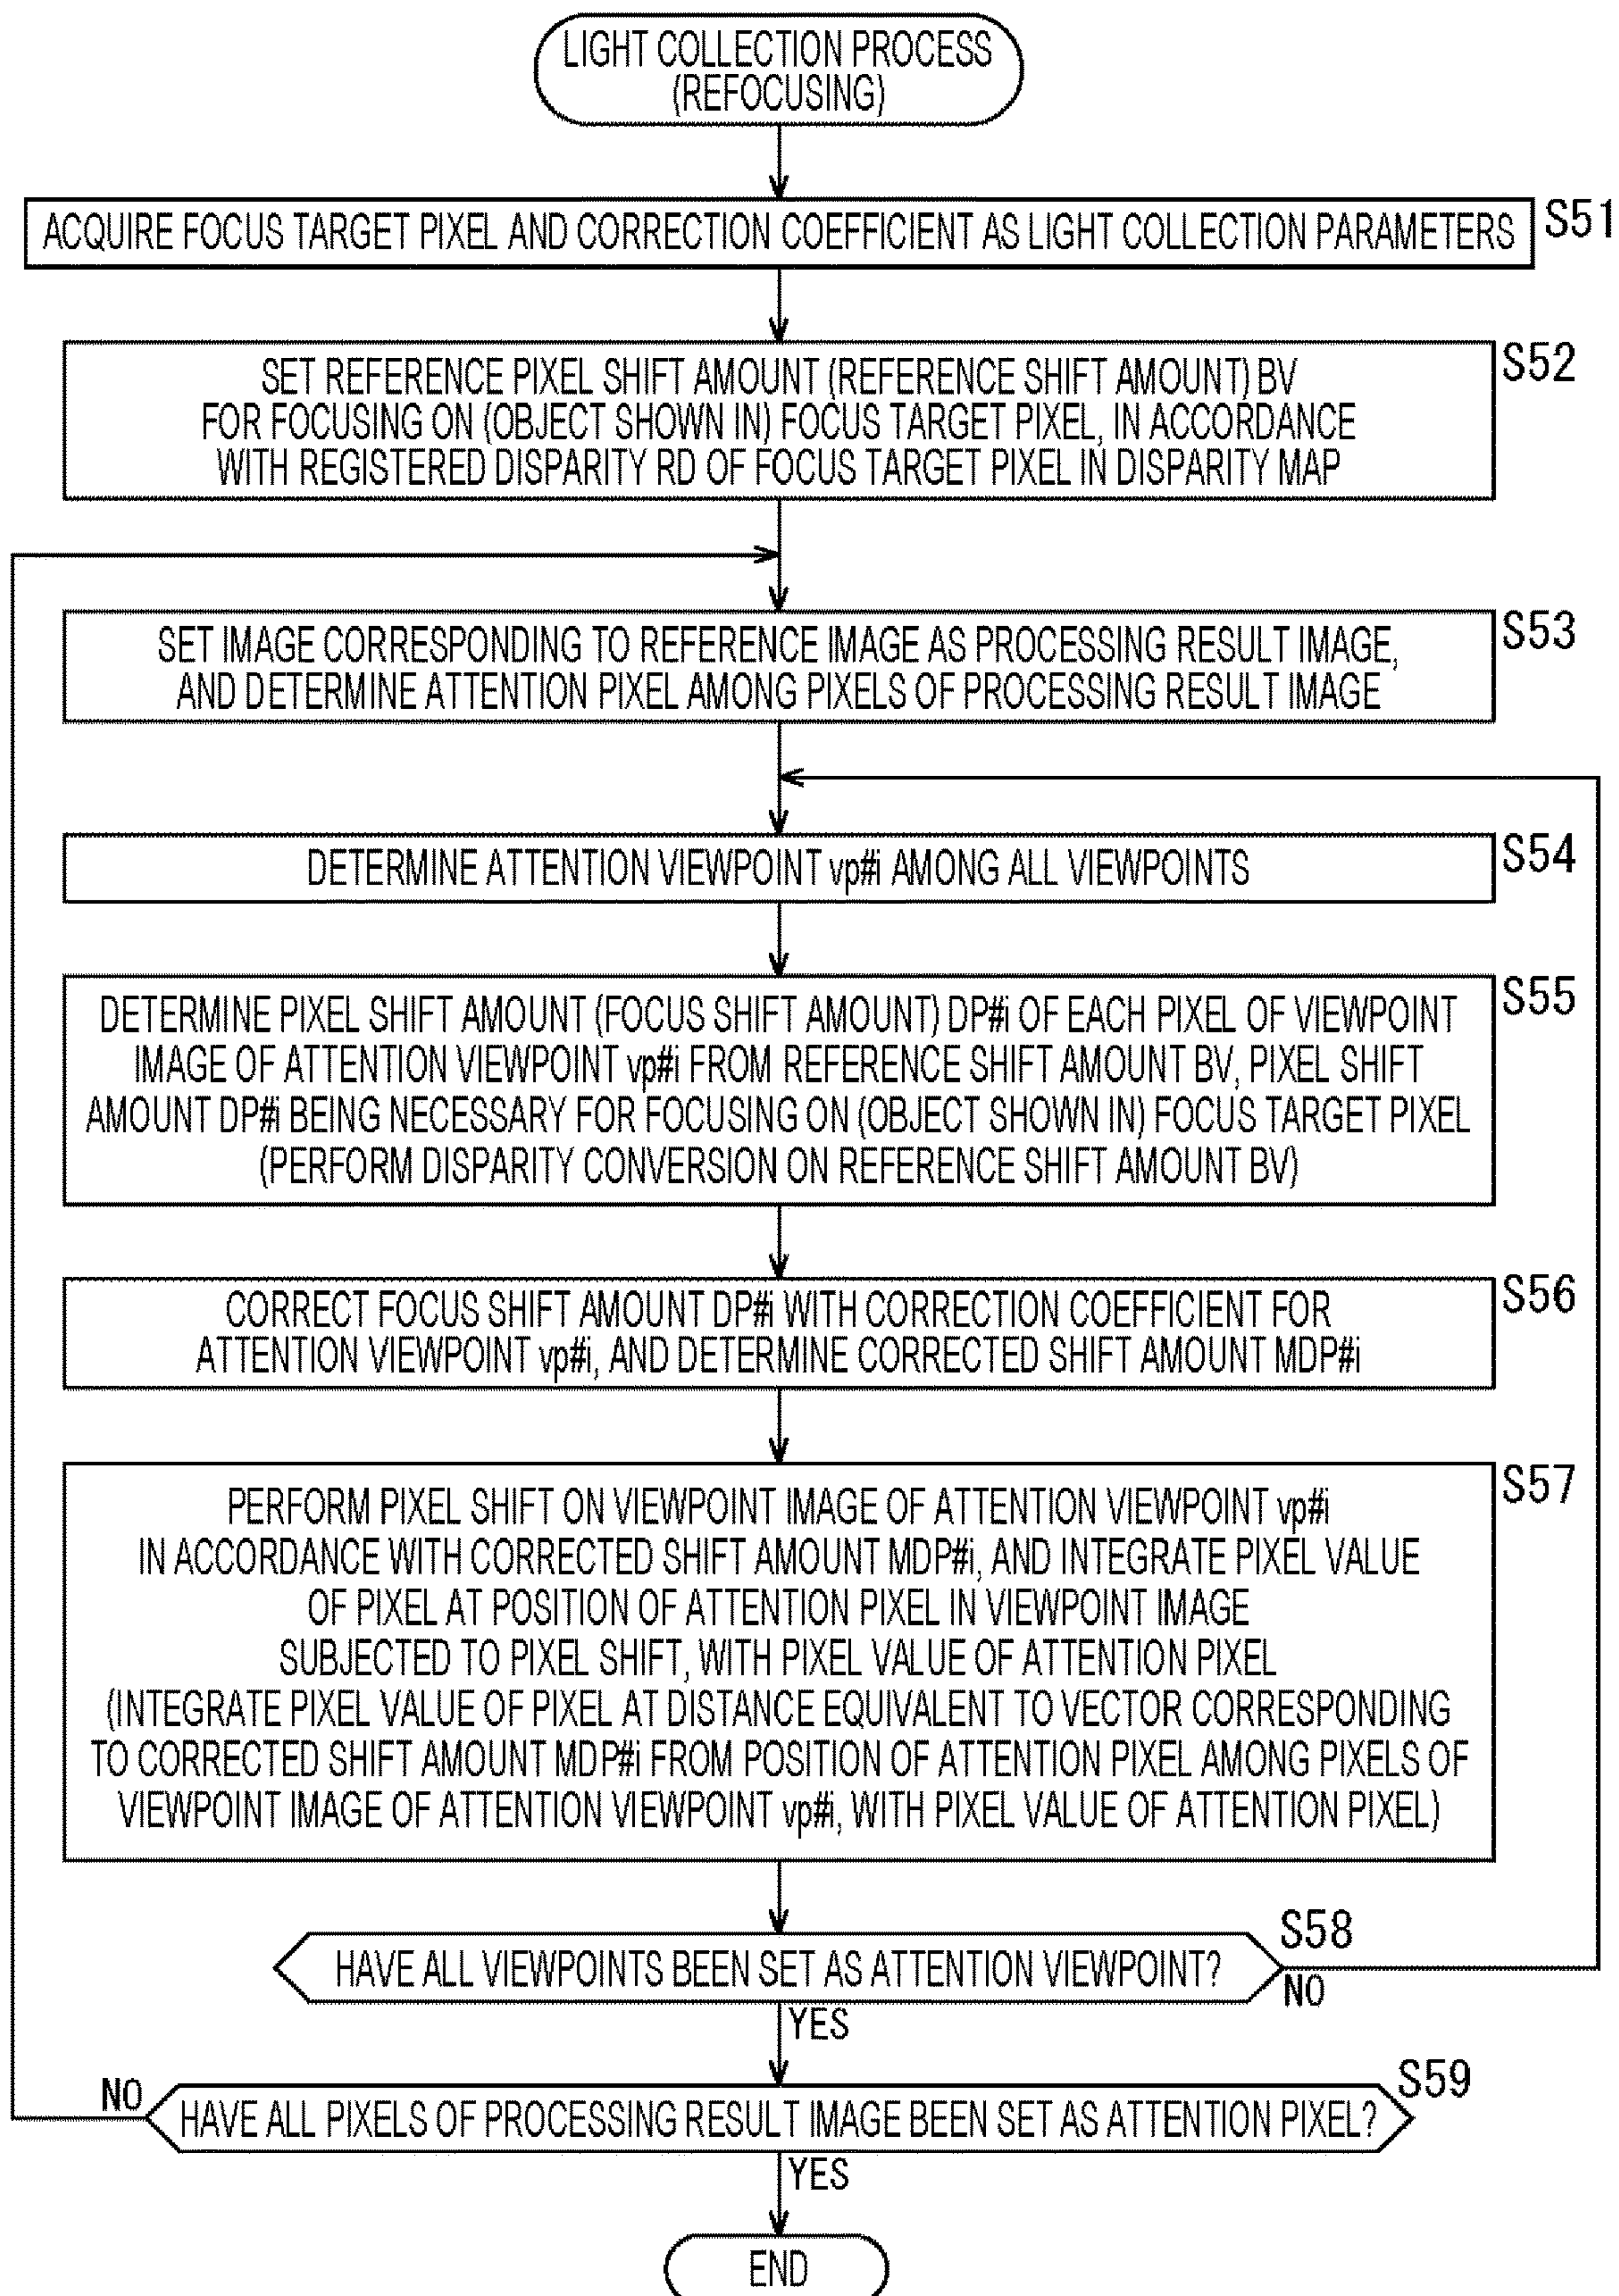 LIGHT COLLECTION PROCESS
(REFOCUSING)
ACQUIRE FOCUS TARGET PIXEL AND CORRECTION COEFFICIENT AS LIGHT COLLECTION PARAMETERS
S51
SET REFERENCE PIXEL SHIFT AMOUNT (REFERENCE SHIFT AMOUNT) BV
FOR FOCUSING ON (OBJECT SHOWN IN) FOCUS TARGET PIXEL, IN ACCORDANCE
WITH REGISTERED DISPARITY RD OF FOCUS TARGET PIXEL IN DISPARITY MAP
S52
SET IMAGE CORRESPONDING TO REFERENCE IMAGE AS PROCESSING RESULT IMAGE,
AND DETERMINE ATTENTION PIXEL AMONG PIXELS OF PROCESSING RESULT IMAGE
S53
DETERMINE ATTENTION VIEWPOINT vp#i AMONG ALL VIEWPOINTS
S54
DETERMINE PIXEL SHIFT AMOUNT (FOCUS SHIFT AMOUNT) DP#i OF EACH PIXEL OF VIEWPOINT
IMAGE OF ATTENTION VIEWPOINT vp#i FROM REFERENCE SHIFT AMOUNT BV, PIXEL SHIFT
AMOUNT DP#i BEING NECESSARY FOR FOCUSING ON (OBJECT SHOWN IN) FOCUS TARGET PIXEL
(PERFORM DISPARITY CONVERSION ON REFERENCE SHIFT AMOUNT BV)
S55
CORRECT FOCUS SHIFT AMOUNT DP#i WITH CORRECTION COEFFICIENT FOR
ATTENTION VIEWPOINT vp#i, AND DETERMINE CORRECTED SHIFT AMOUNT MDP#i
S56
PERFORM PIXEL SHIFT ON VIEWPOINT IMAGE OF ATTENTION VIEWPOINT vp#i
IN ACCORDANCE WITH CORRECTED SHIFT AMOUNT MDP#i, AND INTEGRATE PIXEL VALUE
OF PIXEL AT POSITION OF ATTENTION PIXEL IN VIEWPOINT IMAGE
SUBJECTED TO PIXEL SHIFT, WITH PIXEL VALUE OF ATTENTION PIXEL
(INTEGRATE PIXEL VALUE OF PIXEL AT DISTANCE EQUIVALENT TO VECTOR CORRESPONDING
TO CORRECTED SHIFT AMOUNT MDP#i FROM POSITION OF ATTENTION PIXEL AMONG PIXELS OF
VIEWPOINT IMAGE OF ATTENTION VIEWPOINT vp#i, WITH PIXEL VALUE OF ATTENTION PIXEL)
S57
HAVE ALL VIEWPOINTS BEEN SET AS ATTENTION VIEWPOINT?
S58
NO
YES
HAVE ALL PIXELS OF PROCESSING RESULT IMAGE BEEN SET AS ATTENTION PIXEL?
S59
NO
YES
END